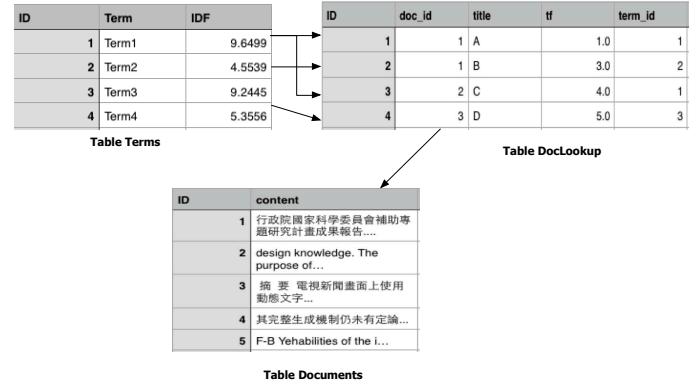 ID Term IDF
1 Term1 9.6499
2 Term2 4.5539
3 Term3 9.2445
4 Term4 5.3556
Table Terms
ID doc_id title tf term_id
1 1 A 1.0 1
2 1 B 3.0 2
3 2 C 4.0 1
4 3 D 5.0 3
Table DocLookup
ID content
1 行政院國家科學委員會補助專
題研究計畫成果報告....
2 design knowledge. The
purpose of…
3 摘 要 電視新聞畫面上使用
動態文字...
4 其完整生成機制仍未有定論...
5 F-B Yehabilities of the i…
Table Documents